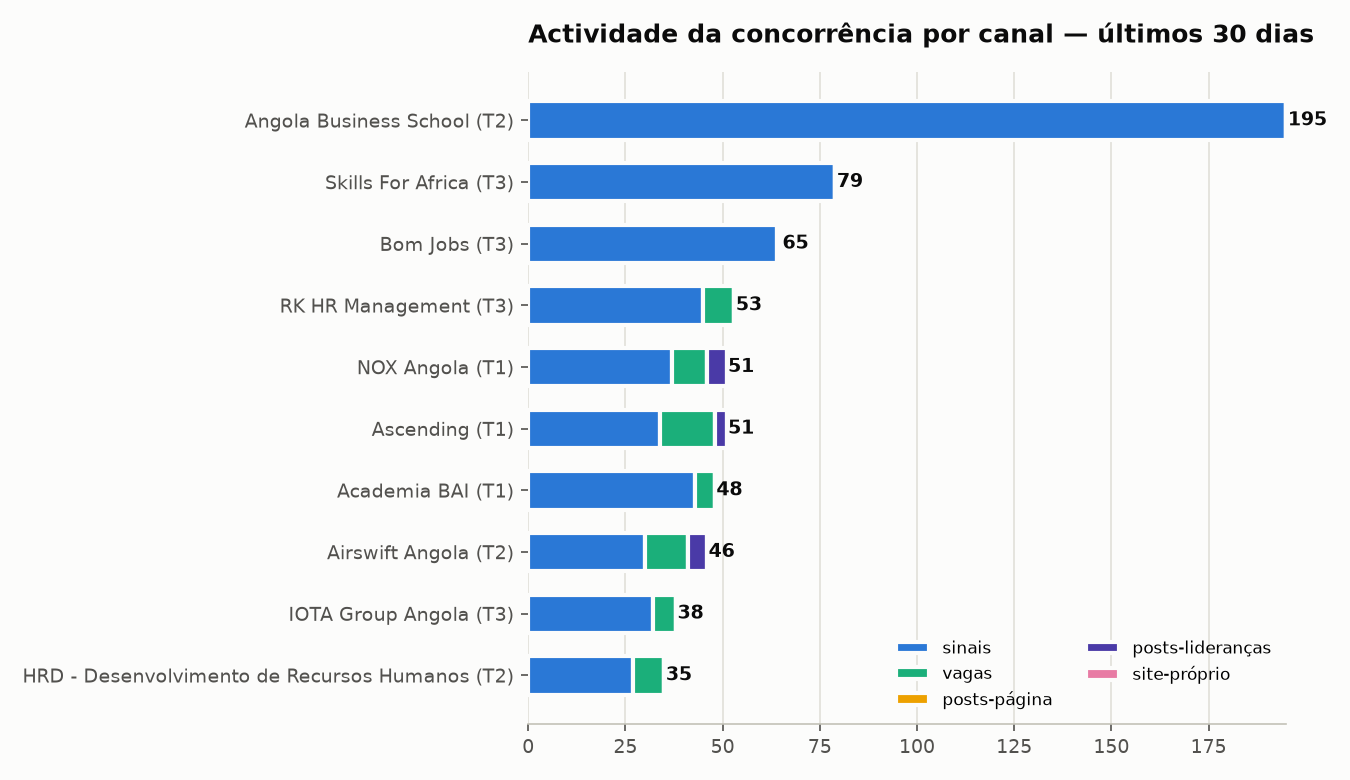 Actividade da concorrência por canal — últimos 30 dias
Angola Business School (T2) 195
Skills For Africa (T3) 79
Bom Jobs (T3) 65
RK HR Management (T3) 53
NOX Angola (T1) 51
Ascending (T1) 51
Academia BAI (T1) 48
Airswift Angola (T2) 46
IOTA Group Angola (T3) 38
HRD - Desenvolvimento de Recursos Humanos (T2) 35
sinais posts-lideranças
vagas site-próprio
posts-página
0 25 50 75 100 125 150 175